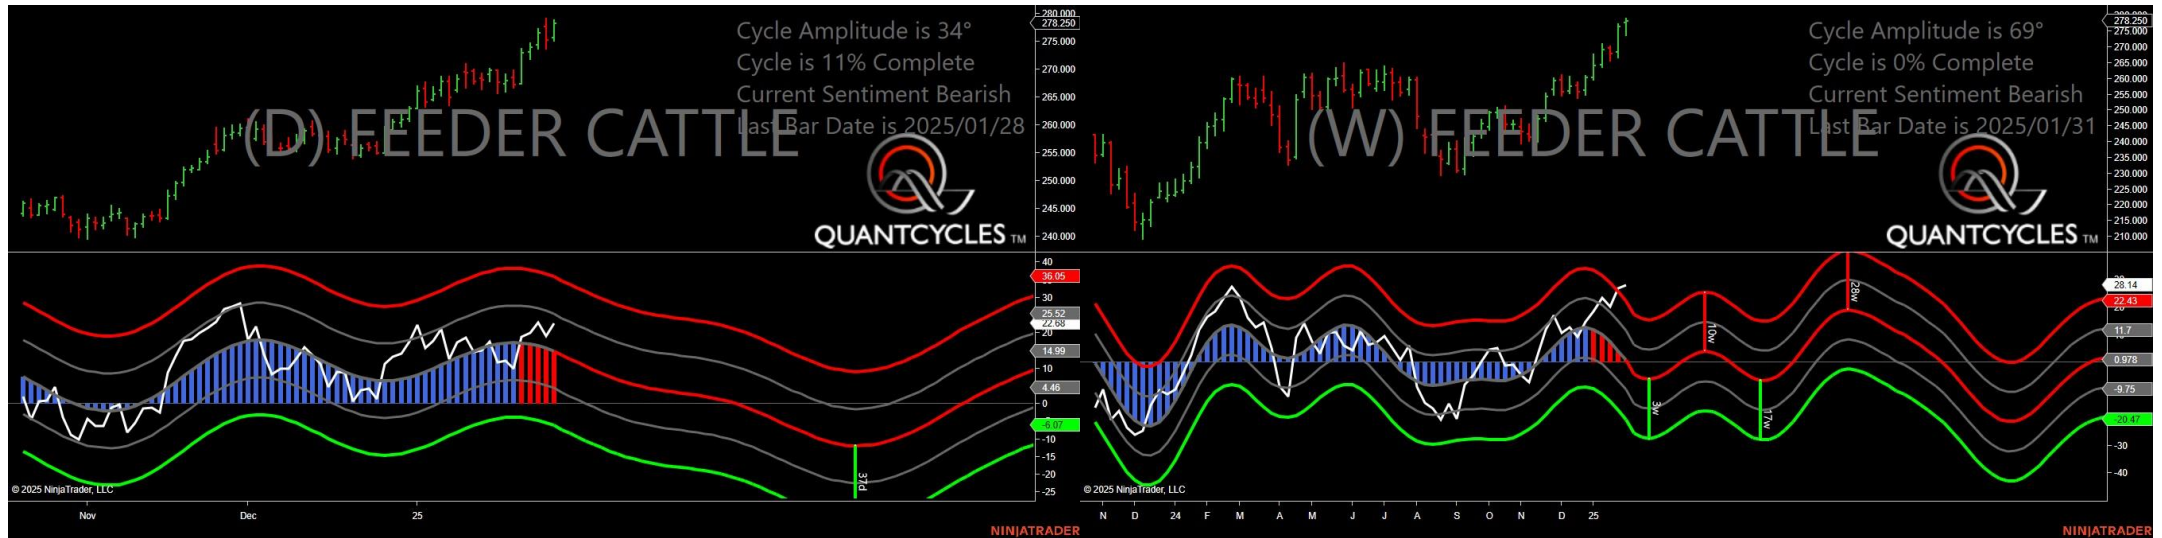 Cycle Amplitude is 34°
Cycle is 11% Complete
Current Sentiment Bearish
Last Bar Date is 2025/01/28
(D) FEEDER CATTLE
QUANTCYCLES TM
280.000
278.250
275.000
270.000
265.000
260.000
255.000
250.000
245.000
240.000
40
36.05
30
25.52
22.68
20
14.99
10
4.46
0
-6.07
-10
-15
-20
-25
37d
© 2025 NinjaTrader, LLC
Nov
Dec
25
NINJATRADER
Cycle Amplitude is 69°
Cycle is 0% Complete
Current Sentiment Bearish
Last Bar Date is 2025/01/31
(W) FEEDER CATTLE
QUANTCYCLES TM
278.250
275.000
270.000
265.000
260.000
255.000
250.000
245.000
240.000
235.000
230.000
225.000
220.000
215.000
210.000
28.14
22.43
11.7
0.978
-9.75
-20.47
-30
-40
3w
10w
17w
28w
© 2025 NinjaTrader, LLC
N D 24 F M A M J J A S O N D 25
NINJATRADER